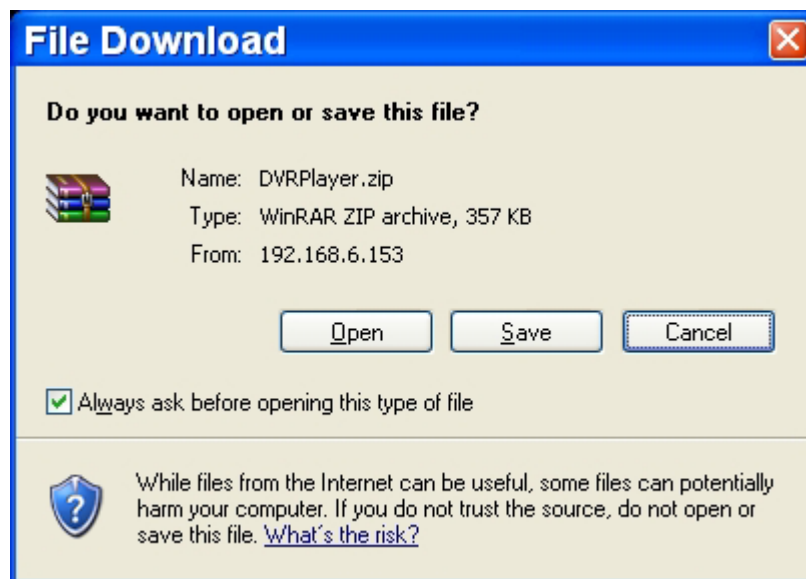 File Download
Do you want to open or save this file?
Name: DVRPlayer.zip
Type: WinRAR ZIP archive, 357 KB
From: 192.168.6.153
Open Save Cancel
Always ask before opening this type of file
While files from the Internet can be useful, some files can potentially
harm your computer. If you do not trust the source, do not open or
save this file. What's the risk?